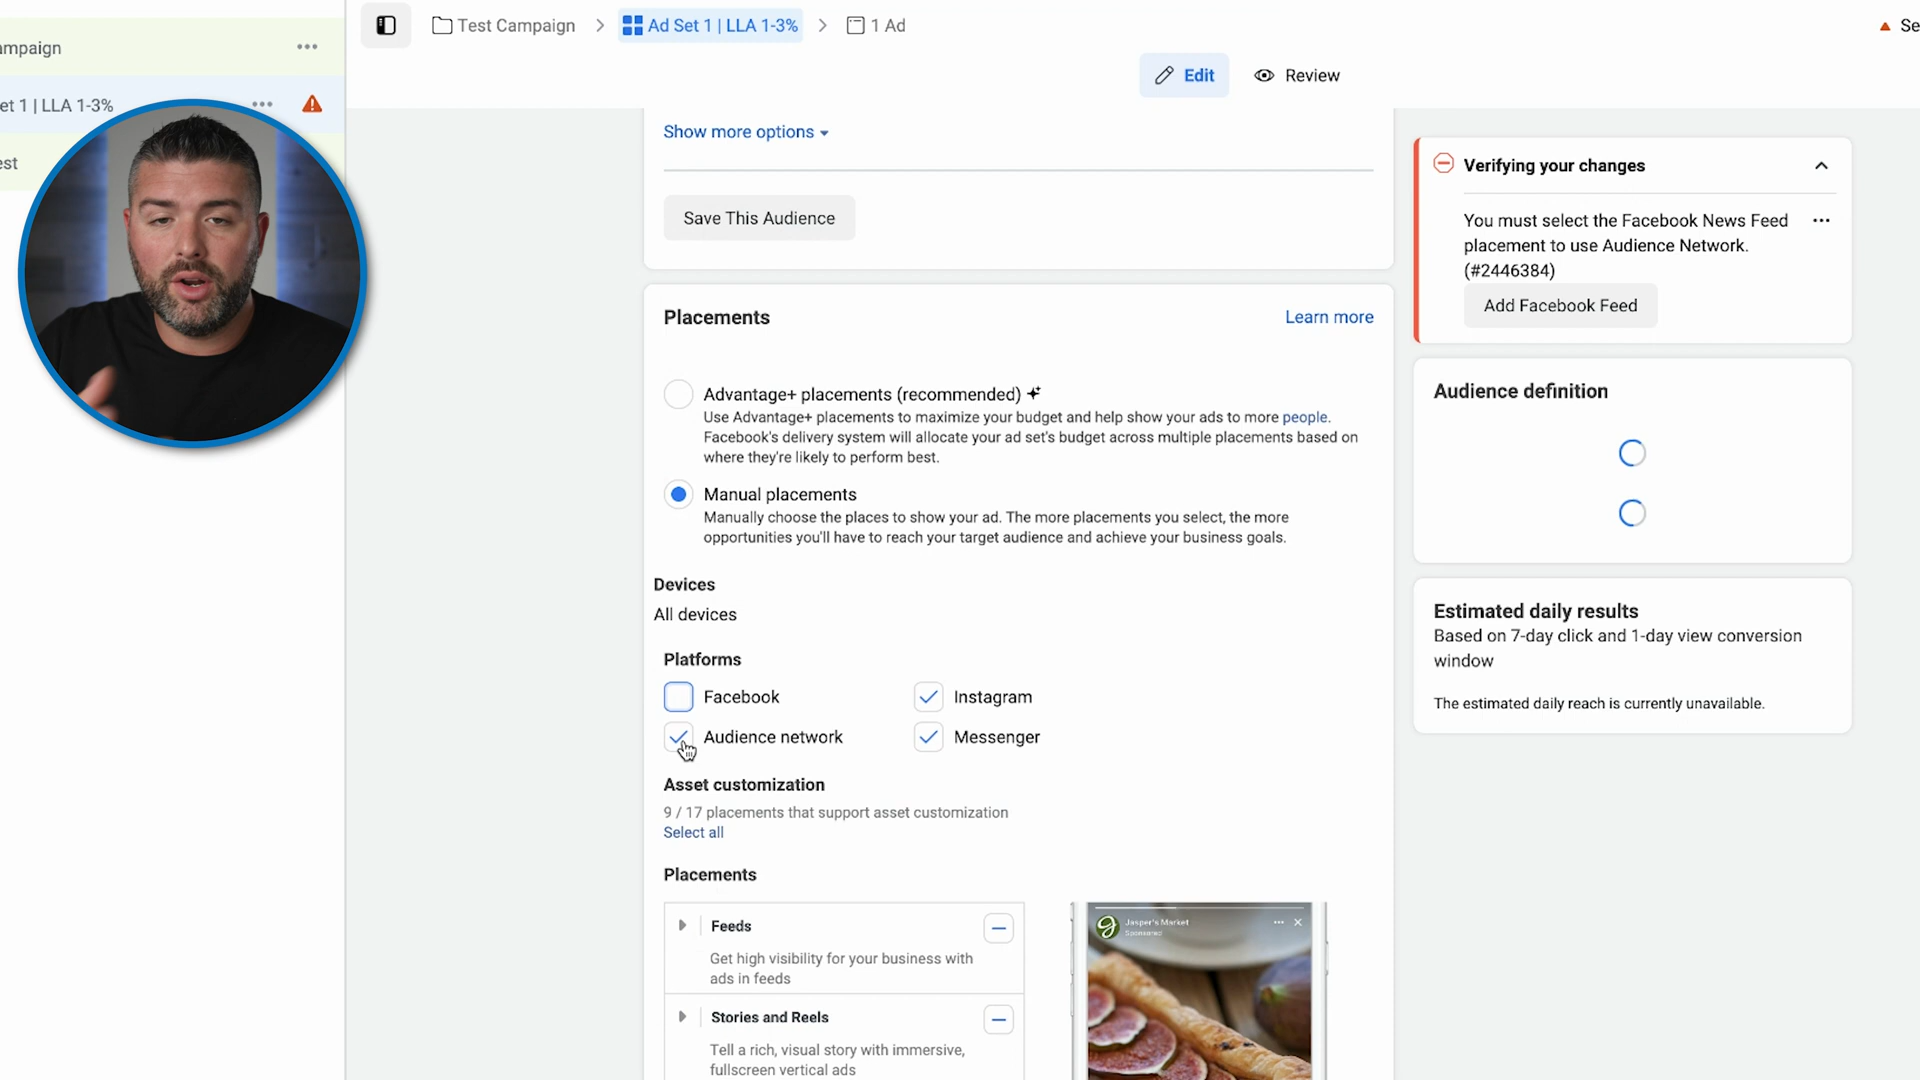 ampaign
et 1 | LLA 1-3%
est
Test Campaign
Ad Set 1 | LLA 1-3%
1 Ad
Se
Edit
Review
Show more options
Save This Audience
Placements
Learn more
Advantage+ placements (recommended)
Use Advantage+ placements to maximize your budget and help show your ads to more people.
Facebook's delivery system will allocate your ad set's budget across multiple placements based on
where they're likely to perform best.
Manual placements
Manually choose the places to show your ad. The more placements you select, the more
opportunities you'll have to reach your target audience and achieve your business goals.
Devices
All devices
Platforms
Facebook
Instagram
Audience network
Messenger
Asset customization
9 / 17 placements that support asset customization
Select all
Placements
Feeds
Get high visibility for your business with
ads in feeds
Stories and Reels
Tell a rich, visual story with immersive,
fullscreen vertical ads
Jasper's Market
Sponsored
Verifying your changes
You must select the Facebook News Feed
placement to use Audience Network.
(#2446384)
Add Facebook Feed
Audience definition
Estimated daily results
Based on 7-day click and 1-day view conversion
window
The estimated daily reach is currently unavailable.